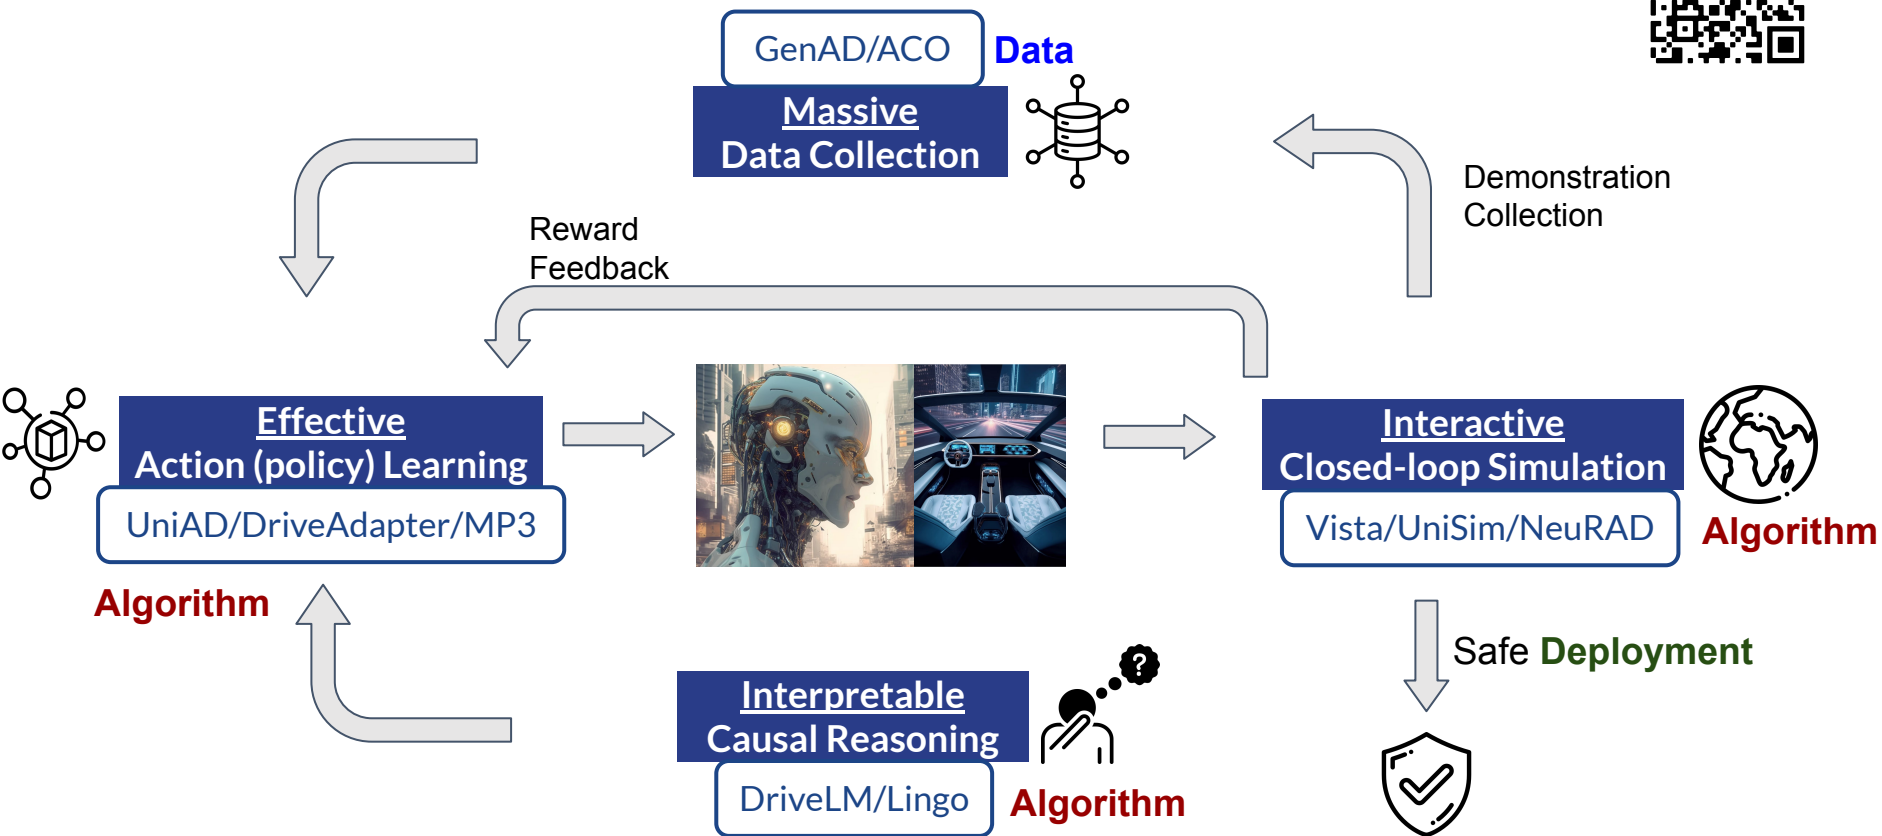 GenAD/ACO
Data
Massive
Data Collection
Demonstration
Collection
Reward
Feedback
Effective
Action (policy) Learning
UniAD/DriveAdapter/MP3
Algorithm
Interactive
Closed-loop Simulation
Vista/UniSim/NeuRAD
Algorithm
Safe Deployment
Interpretable
Causal Reasoning
DriveLM/Lingo
Algorithm
?